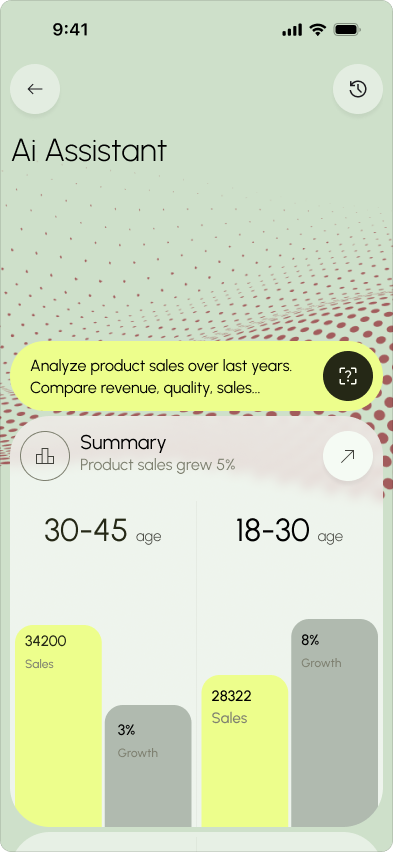 9:41
Ai Assistant
Analyze product sales over last years.
Compare revenue, quality, sales...
Summary
Product sales grew 5%
30-45 age
18-30 age
34200
Sales
3%
Growth
28322
Sales
8%
Growth